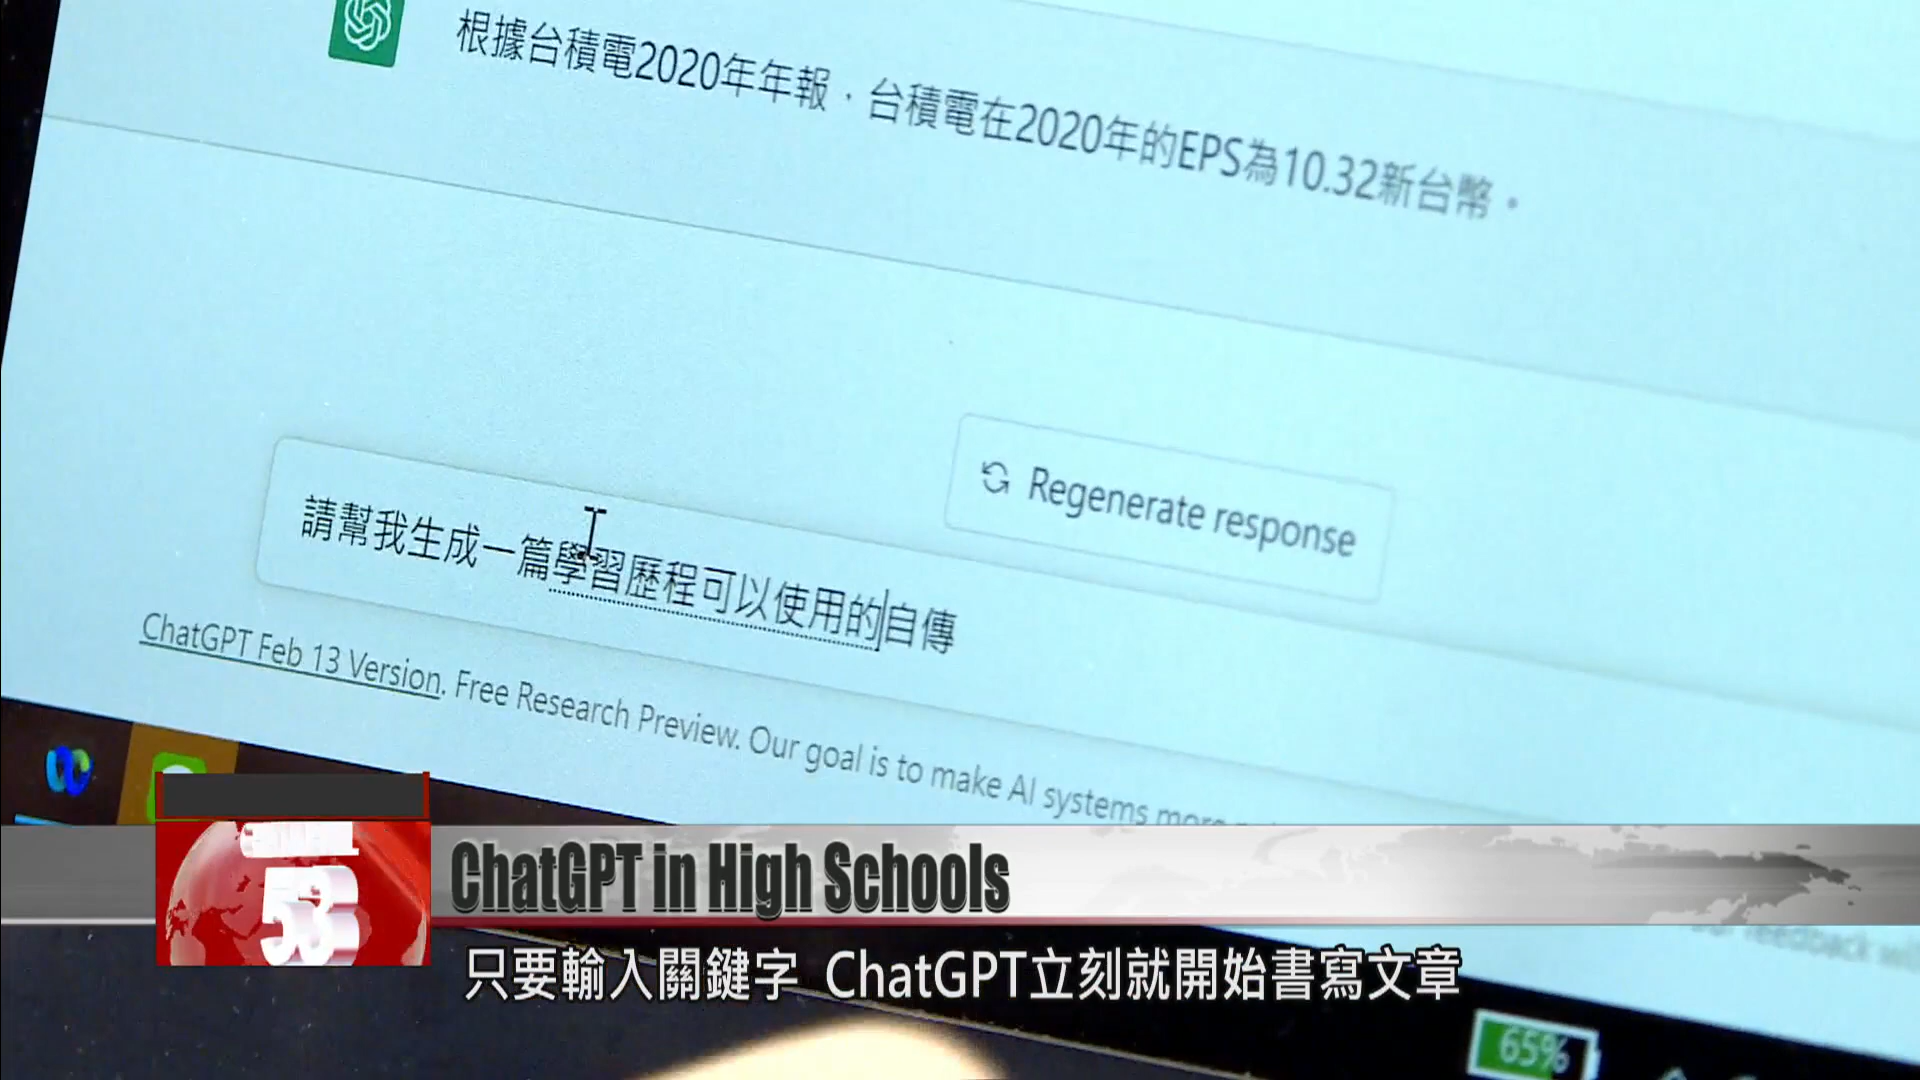 根據台積電2020年年報，台積電在2020年的EPS為10.32新台幣。
Regenerate response
請幫我生成一篇學習歷程可以使用的自傳
ChatGPT Feb 13 Version. Free Research Preview. Our goal is to make AI systems more
53
ChatGPT in High Schools
feedback
只要輸入關鍵字 ChatGPT立刻就開始書寫文章
65%